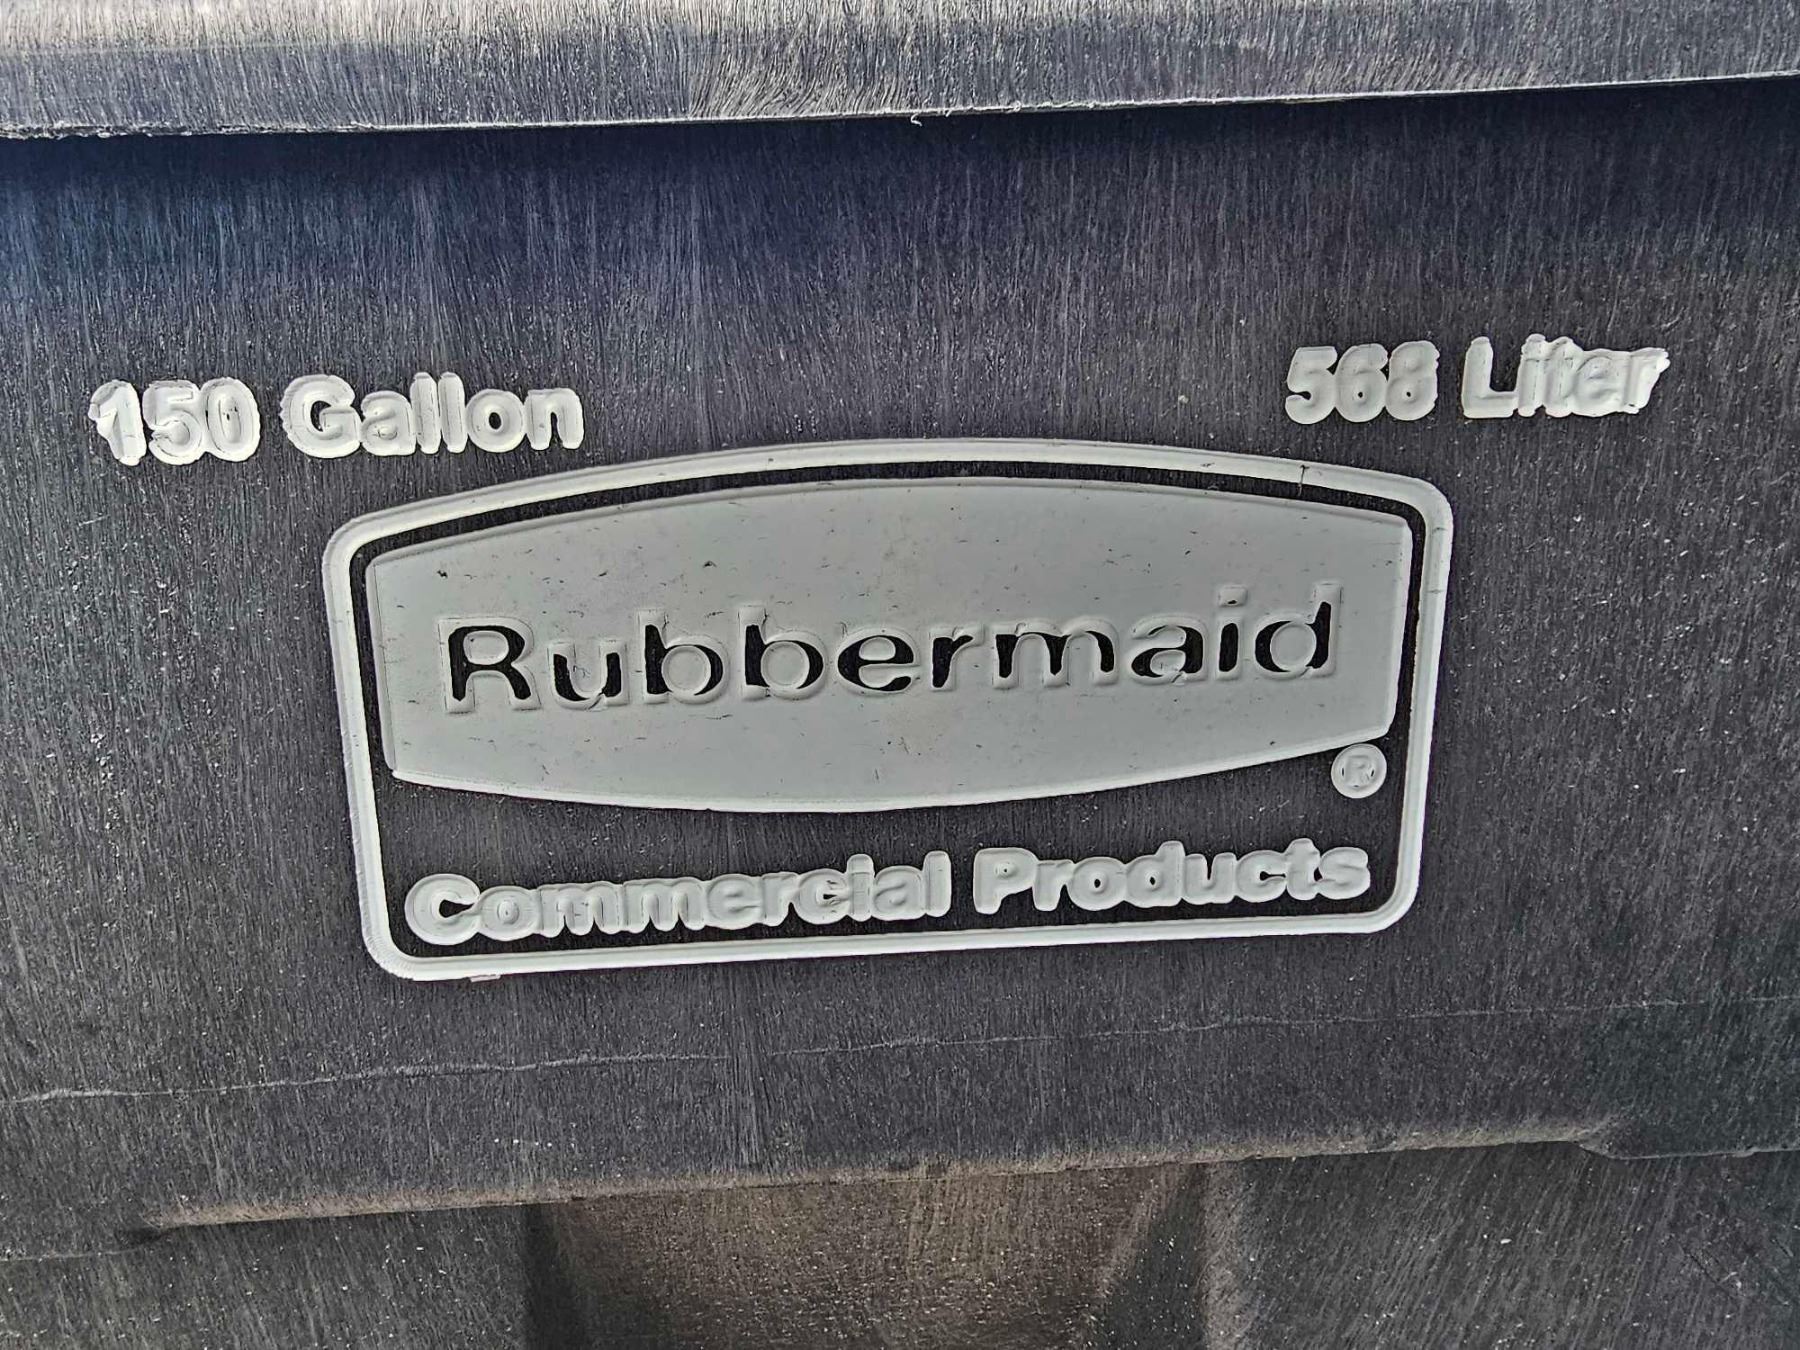 150 Gallon 568 Liter
Rubbermaid
®
Commercial Products